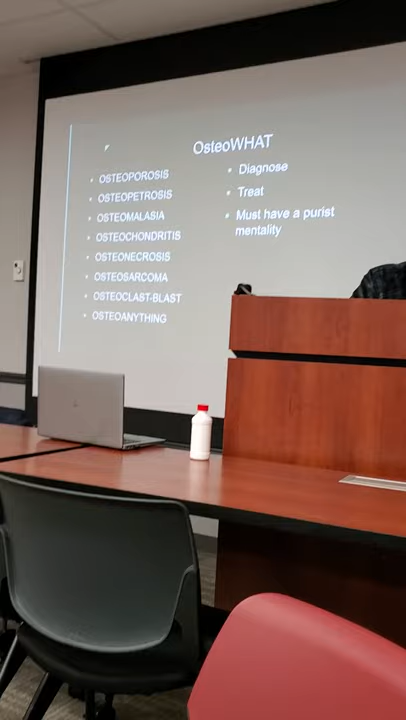 OsteoWHAT
OSTEOPOROSIS
OSTEOPETROSIS
OSTEOMALASIA
OSTEOCHONDRITIS
OSTEONECROSIS
OSTEOSARCOMA
OSTEOCLAST-BLAST
OSTEOANYTHING
Diagnose
Treat
Must have a purist
mentality